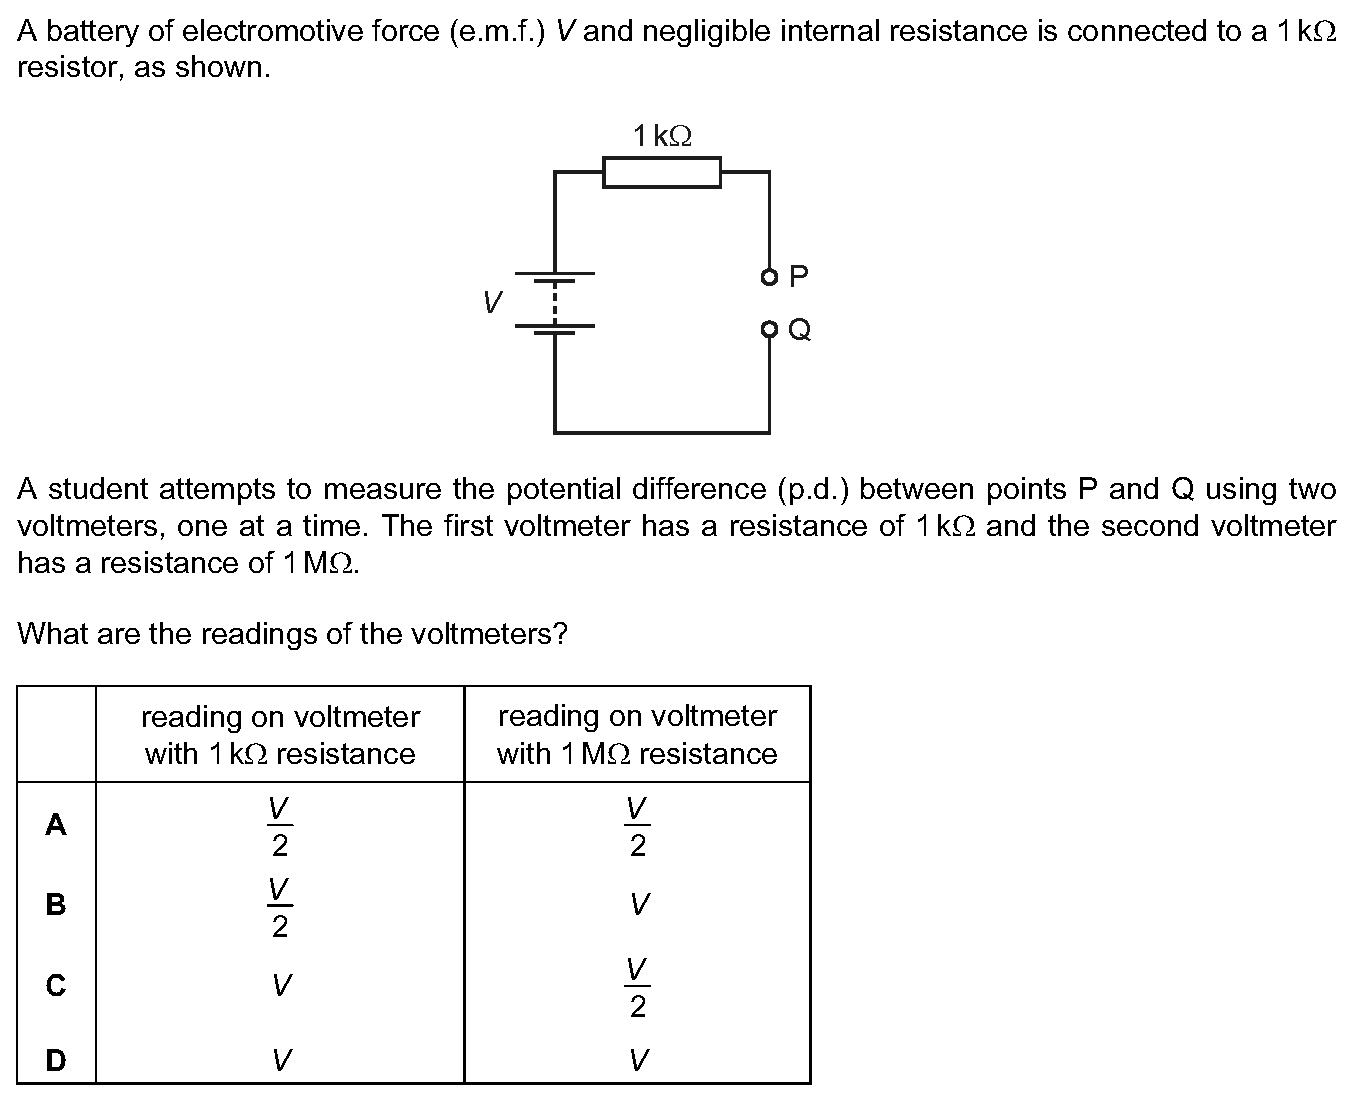 A battery of electromotive force (e.m.f.) V and negligible internal resistance is connected to a 1 kΩ
resistor, as shown.
1 kΩ
P
V
Q
A student attempts to measure the potential difference (p.d.) between points P and Q using two
voltmeters, one at a time. The first voltmeter has a resistance of 1 kΩ and the second voltmeter
has a resistance of 1 MΩ.
What are the readings of the voltmeters?
reading on voltmeter with 1 kΩ resistance
reading on voltmeter with 1 MΩ resistance
A V/2 V/2
B V/2 V
C V V/2
D V V